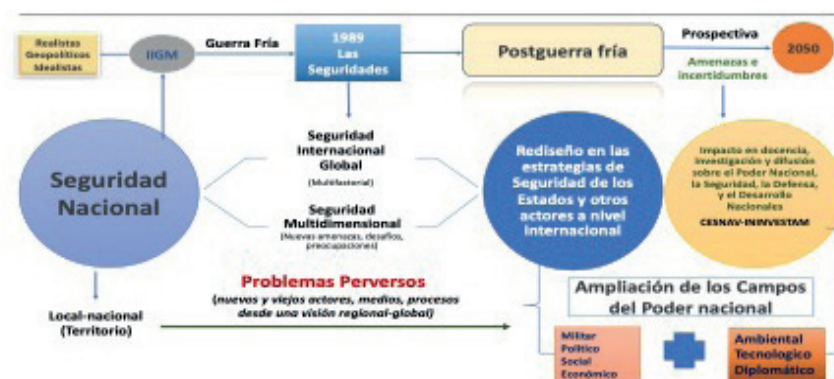 Realistas
Geopolíticos
Idealistas
IIGM
Guerra Fría
1989
Las
Seguridades
Postguerra fría
Prospectiva
Amenazas e
incertidumbres
2050
Seguridad
Nacional
Seguridad
Internacional
Global
(Multifactorial)
Seguridad
Multidimensional
(Nuevas amenazas, desafíos,
preocupaciones)
Rediseño en las
estrategias de
Seguridad de los
Estados y otros
actores a nivel
internacional
Impacto en docencia,
investigación y difusión
sobre el Poder Nacional,
la Seguridad, la Defensa,
y el Desarrollo
Nacionales
CESNAV-ININVESTAM
Local-nacional
(Territorio)
Problemas Perversos
(nuevos y viejos actores, medios, procesos
desde una visión regional-global)
Ampliación de los Campos
del Poder nacional
Militar
Político
Social
Económico
Ambiental
Tecnologico
Diplomático